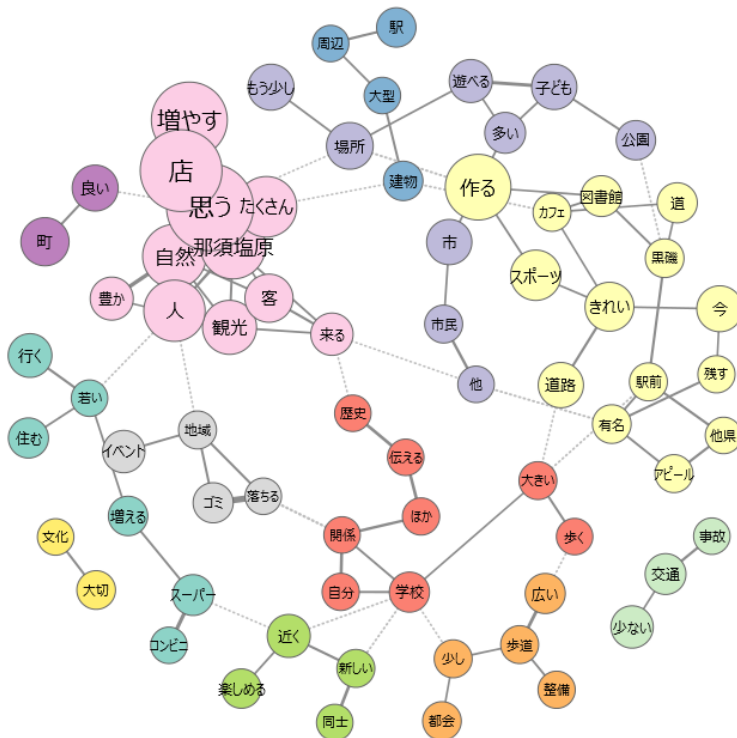 駅
周辺
もう少し
遊べる
子ども
大型
増やす
多い
公園
場所
店
建物
良い
作る
図書館
思う
たくさん
カフェ
道
町
市
自然
那須塩原
黒磯
スポーツ
豊か
人
客
きれい
今
観光
来る
市民
行く
残す
若い
他
道路
駅前
歴史
有名
住む
地域
他県
イベント
伝える
アピール
大きい
ゴミ
落ちる
増える
ほか
文化
関係
歩く
事故
交通
大切
スーパー
自分
学校
広い
少ない
近く
コンビニ
少し
歩道
新しい
楽しめる
整備
同士
都会